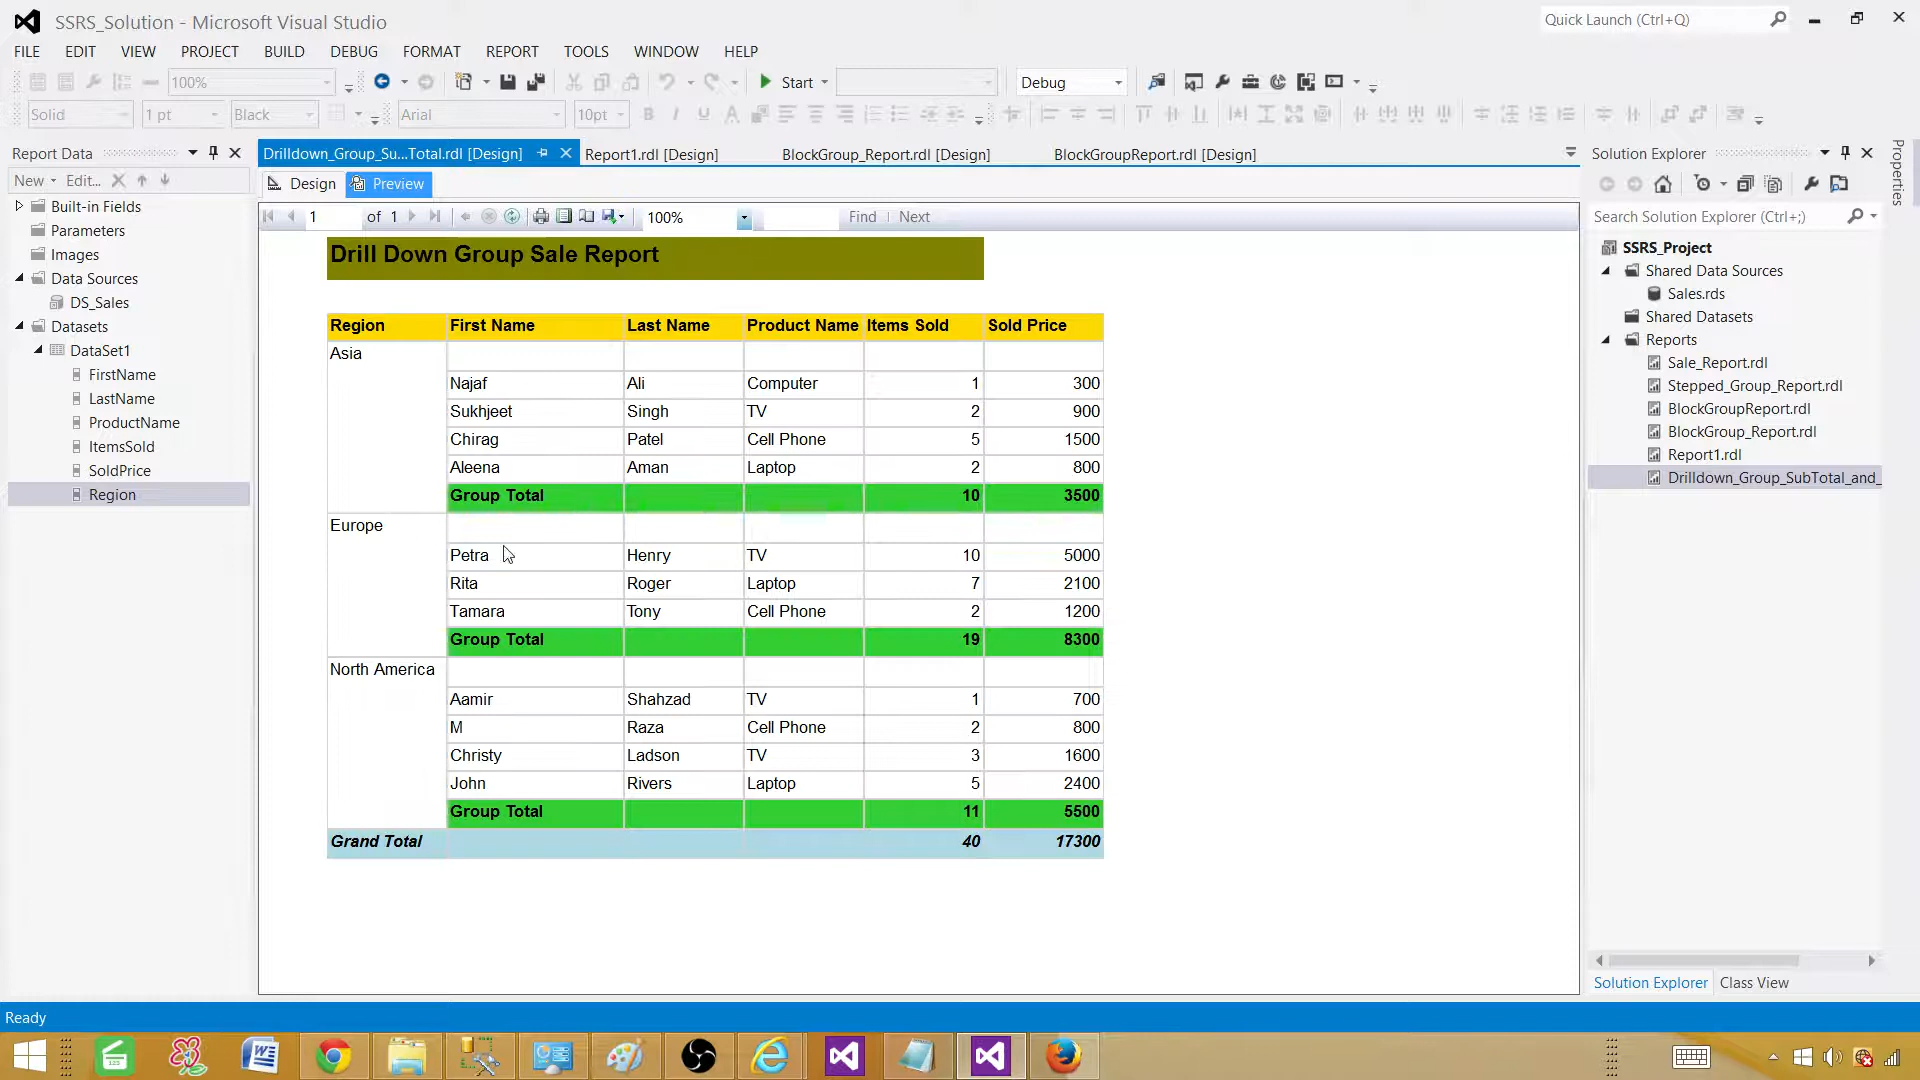 SSRS_Solution - Microsoft Visual Studio
Quick Launch (Ctrl+Q)
FILE EDIT VIEW PROJECT BUILD DEBUG FORMAT REPORT TOOLS WINDOW HELP
100% Start Debug
Solid 1 pt Black Arial 10pt B I U A
Report Data
Drilldown_Group_Su...Total.rdl [Design] Report1.rdl [Design] BlockGroup_Report.rdl [Design] BlockGroupReport.rdl [Design]
Solution Explorer
Properties
New Edit...
Design Preview
1 of 1 100% Find Next
Search Solution Explorer (Ctrl+;)
Built-in Fields
Parameters
Images
Data Sources
DS_Sales
Datasets
DataSet1
FirstName
LastName
ProductName
ItemsSold
SoldPrice
Region
Drill Down Group Sale Report
Region First Name Last Name Product Name Items Sold Sold Price
Asia
Najaf Ali Computer 1 300
Sukhjeet Singh TV 2 900
Chirag Patel Cell Phone 5 1500
Aleena Aman Laptop 2 800
Group Total 10 3500
Europe
Petra Henry TV 10 5000
Rita Roger Laptop 7 2100
Tamara Tony Cell Phone 2 1200
Group Total 19 8300
North America
Aamir Shahzad TV 1 700
M Raza Cell Phone 2 800
Christy Ladson TV 3 1600
John Rivers Laptop 5 2400
Group Total 11 5500
Grand Total 40 17300
SSRS_Project
Shared Data Sources
Sales.rds
Shared Datasets
Reports
Sale_Report.rdl
Stepped_Group_Report.rdl
BlockGroupReport.rdl
BlockGroup_Report.rdl
Report1.rdl
Drilldown_Group_SubTotal_and_
Solution Explorer Class View
Ready